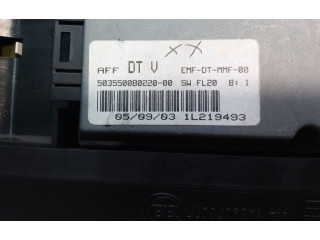 XX
AFF DT V EMF-DT-MMF-00
503550080220-00 SW FL20 B: 1
05/09/03 1L219493